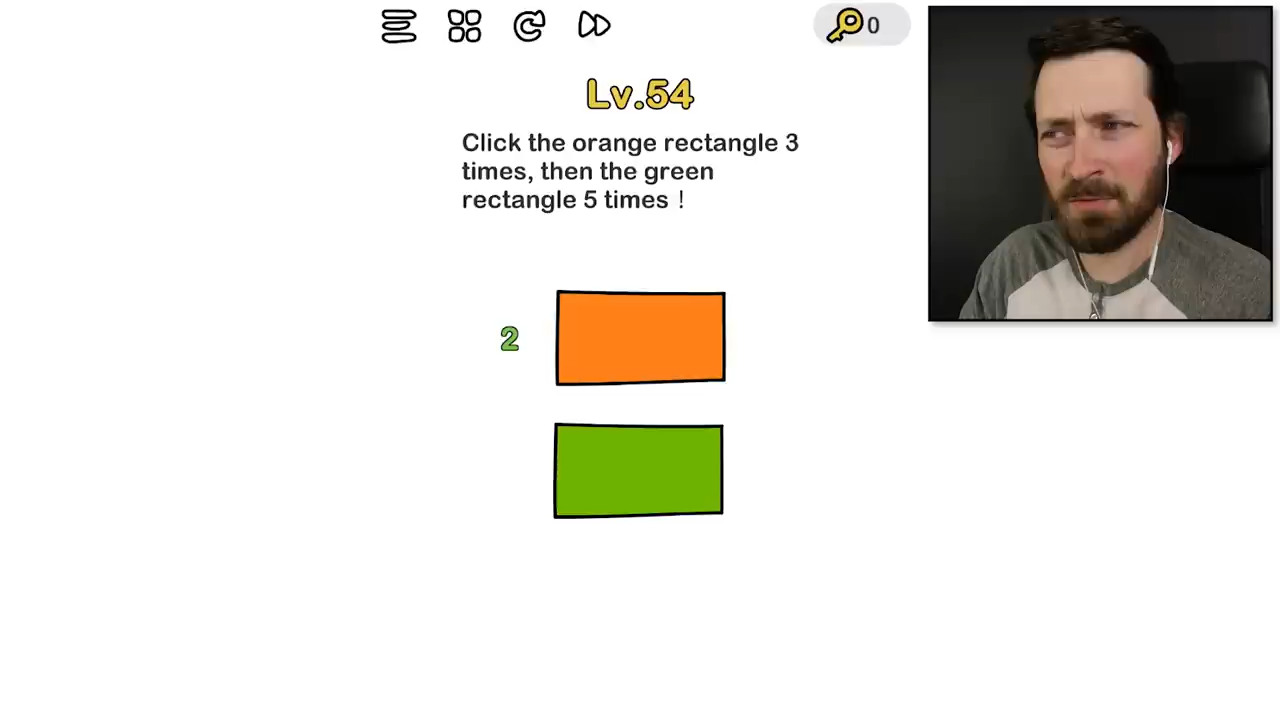 0
Lv.54
Click the orange rectangle 3
times, then the green
rectangle 5 times !
2